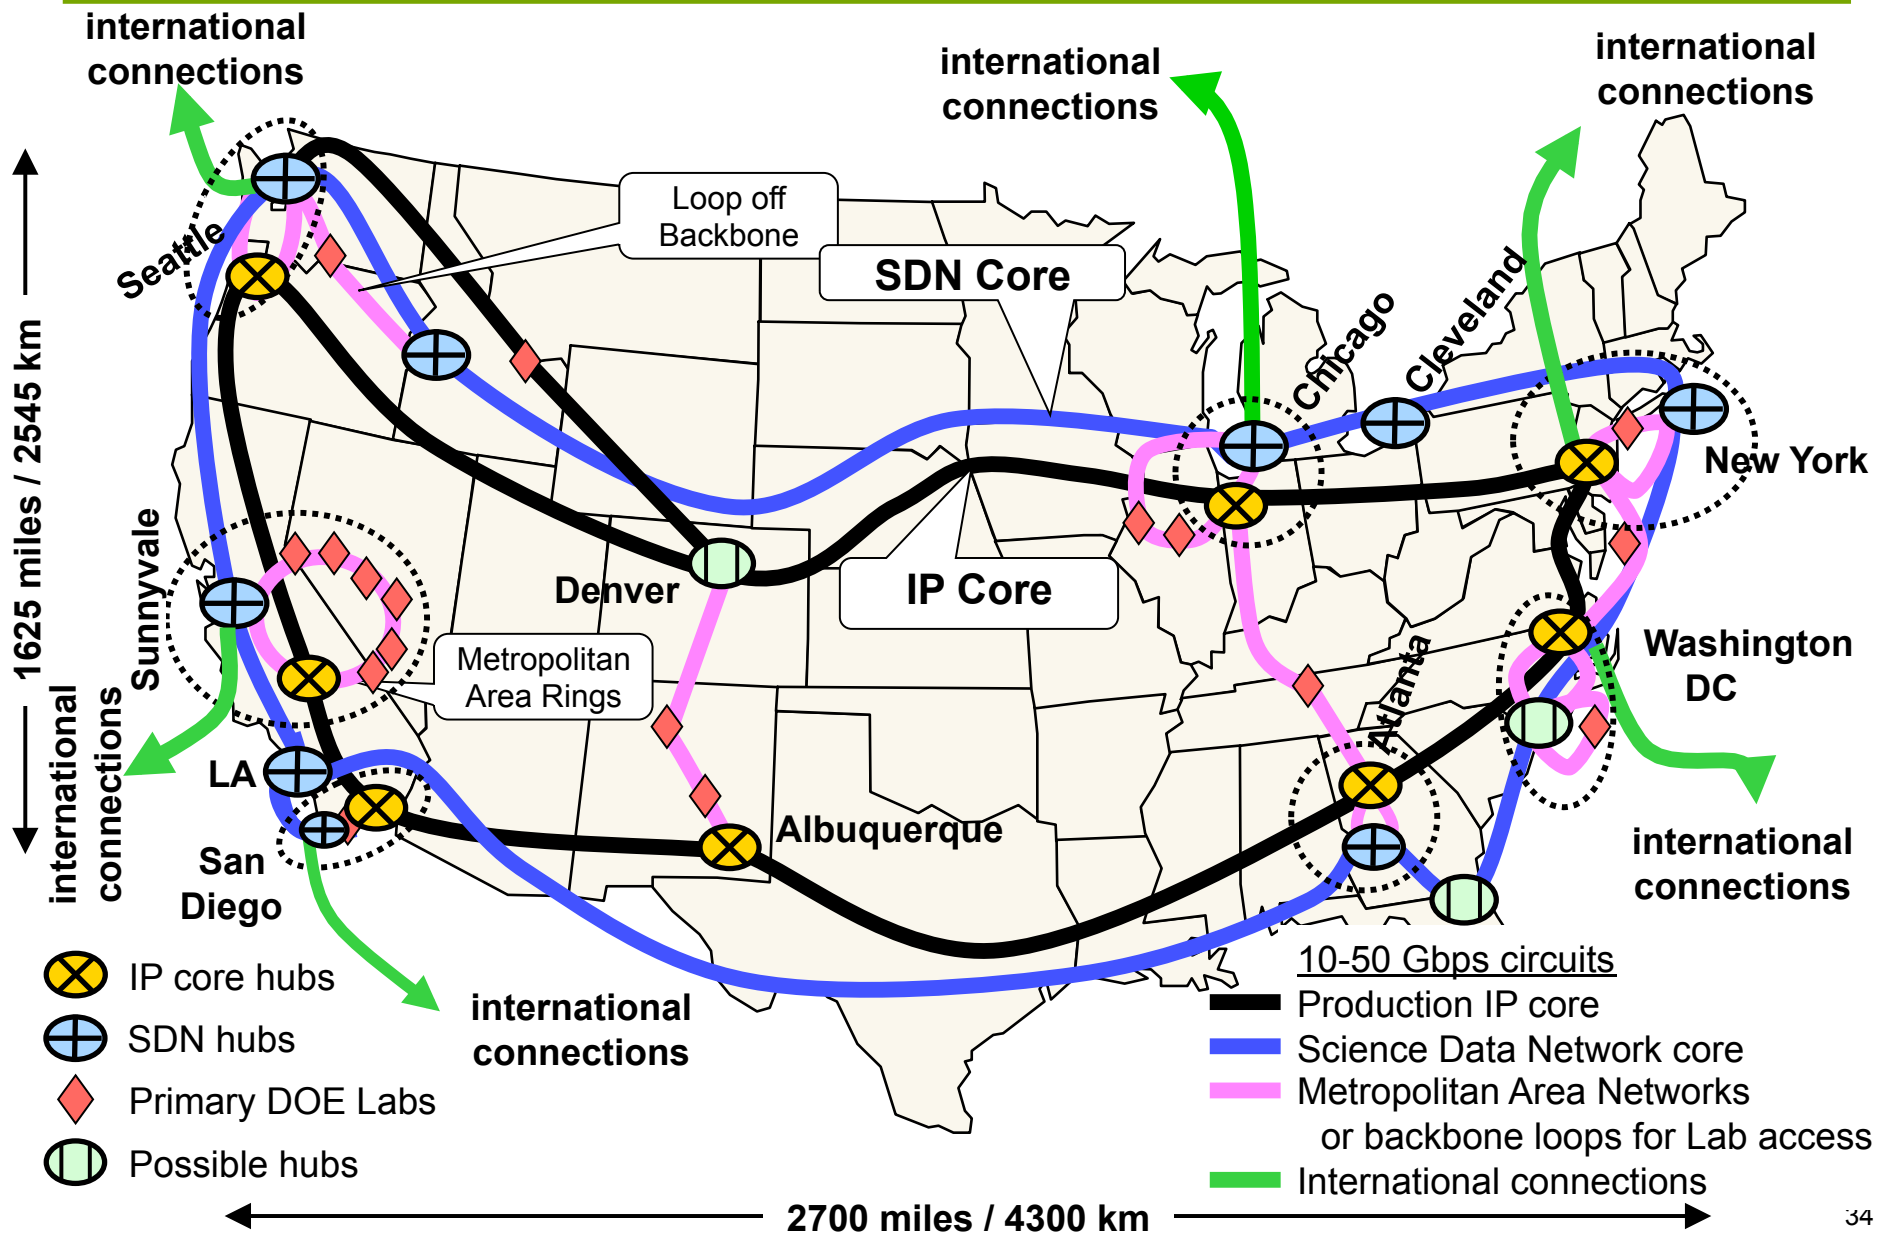 international
connections
international
connections
international
connections
Loop off
Backbone
SDN Core
Seattle
Chicago
Cleveland
1625 miles / 2545 km
New York
Sunnyvale
Denver
IP Core
Metropolitan
Area Rings
Washington
DC
Atlanta
international
connections
LA
Albuquerque
San
Diego
international
connections
IP core hubs
SDN hubs
Primary DOE Labs
Possible hubs
international
connections
10-50 Gbps circuits
Production IP core
Science Data Network core
Metropolitan Area Networks
or backbone loops for Lab access
International connections
2700 miles / 4300 km
34